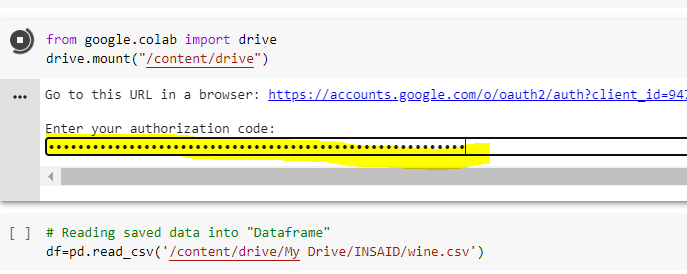 from google.colab import drive
drive.mount("/content/drive")
... Go to this URL in a browser: https://accounts.google.com/o/oauth2/auth?client_id=947
Enter your authorization code:
••••••••••••••••••••••••••••••••••••••••••••••••••••••••••
[ ] # Reading saved data into "Dataframe"
df=pd.read_csv('/content/drive/My Drive/INSAID/wine.csv')